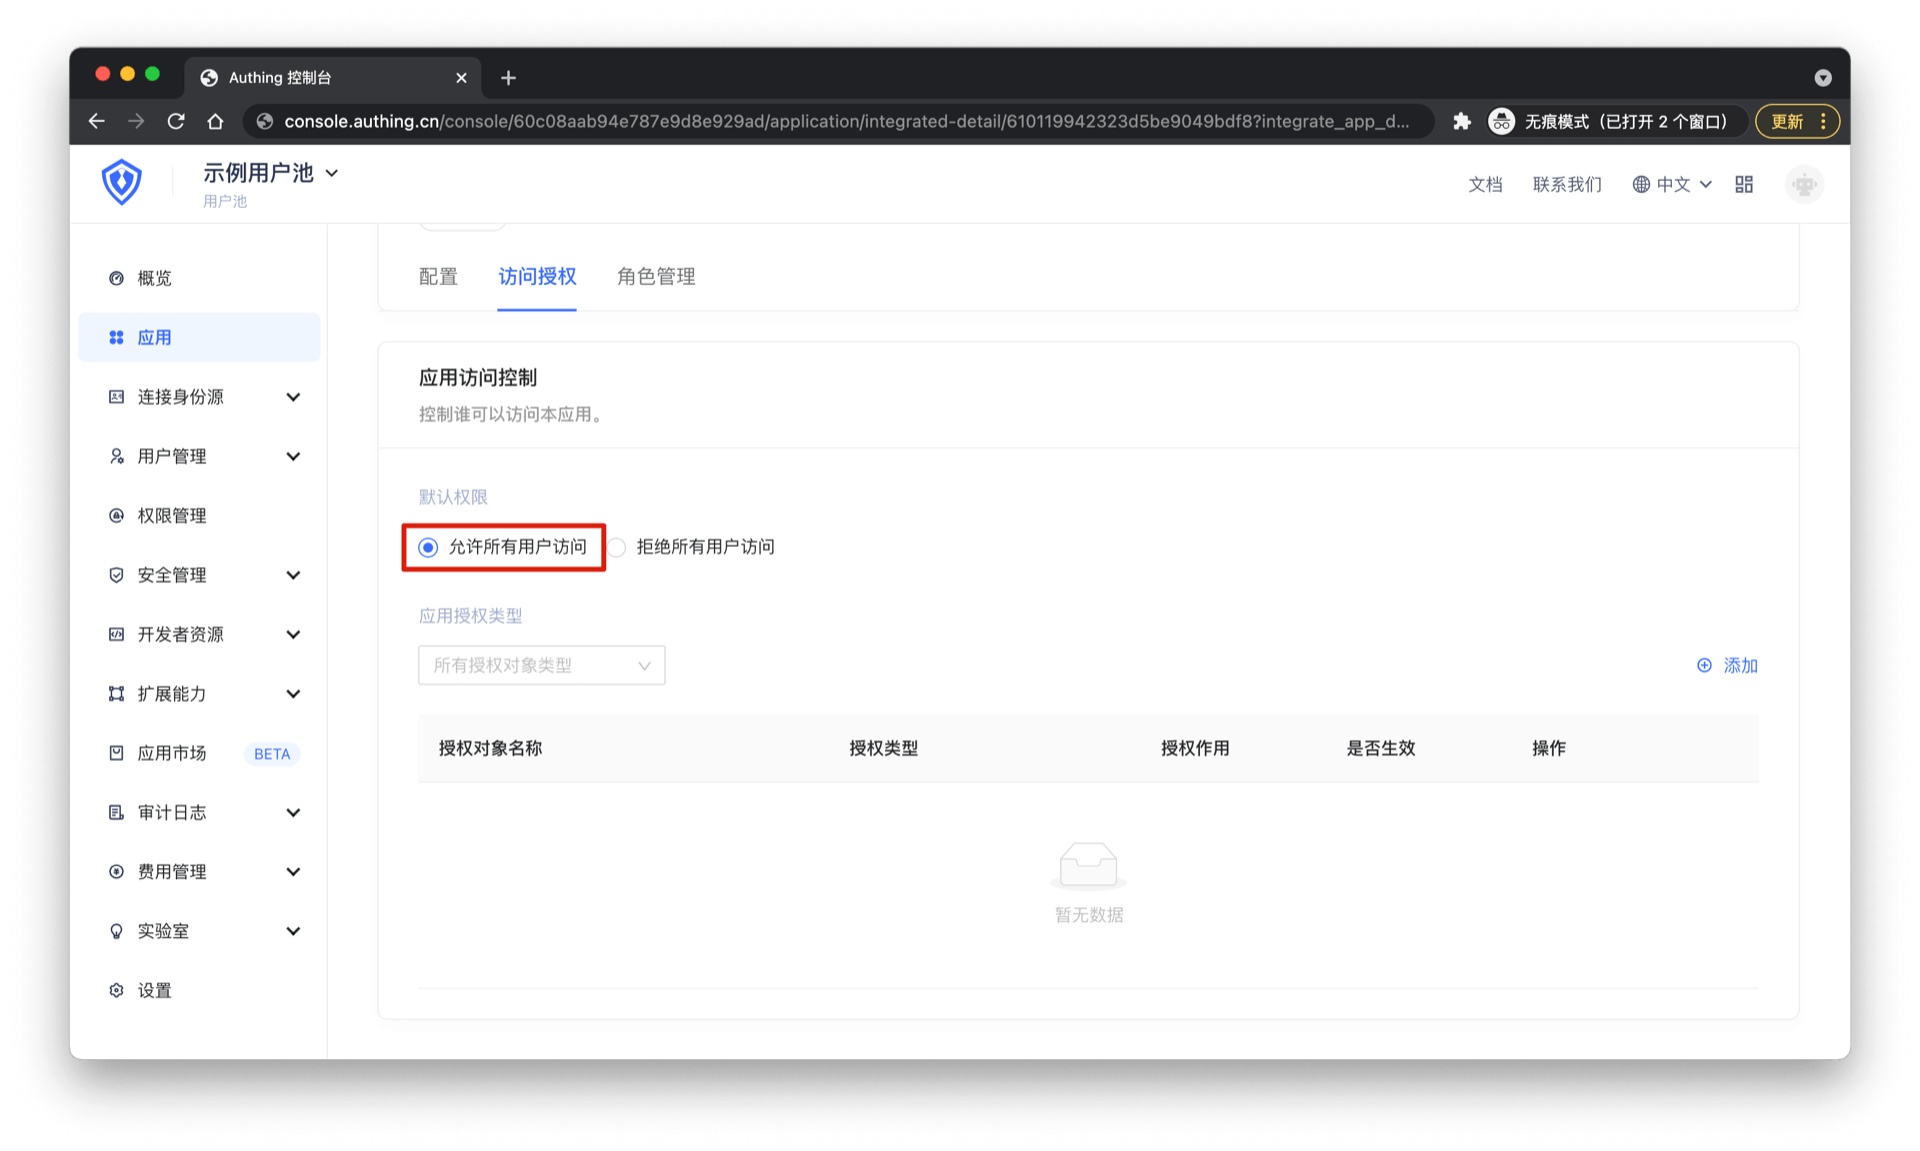 Authing 控制台
console.authing.cn/console/60c08aab94e787e9d8e929ad/application/integrated-detail/610119942323d5be9049bdf8?integrate_app_d...
无痕模式（已打开 2 个窗口）
更新
示例用户池
用户池
文档
联系我们
中文
概览
应用
连接身份源
用户管理
权限管理
安全管理
开发者资源
扩展能力
应用市场 BETA
审计日志
费用管理
实验室
设置
配置 访问授权 角色管理
应用访问控制
控制谁可以访问本应用。
默认权限
允许所有用户访问 拒绝所有用户访问
应用授权类型
所有授权对象类型
添加
授权对象名称 授权类型 授权作用 是否生效 操作
暂无数据